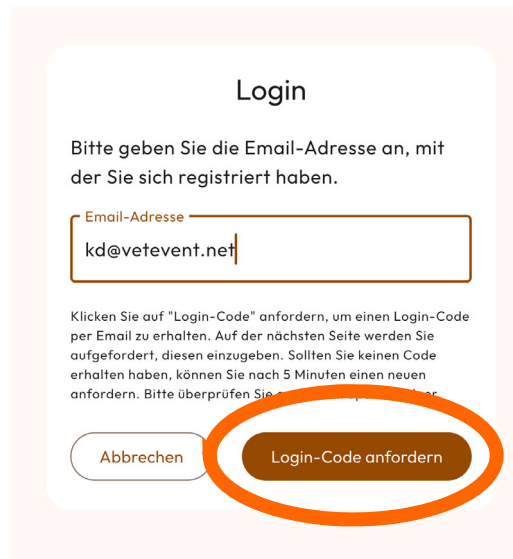 Login
Bitte geben Sie die Email-Adresse an, mit
der Sie sich registriert haben.
Email-Adresse
kd@vetevent.net
Klicken Sie auf "Login-Code" anfordern, um einen Login-Code
per Email zu erhalten. Auf der nächsten Seite werden Sie
aufgefordert, diesen einzugeben. Sollten Sie keinen Code
erhalten haben, können Sie nach 5 Minuten einen neuen
anfordern. Bitte überprüfen Sie
Abbrechen
Login-Code anfordern